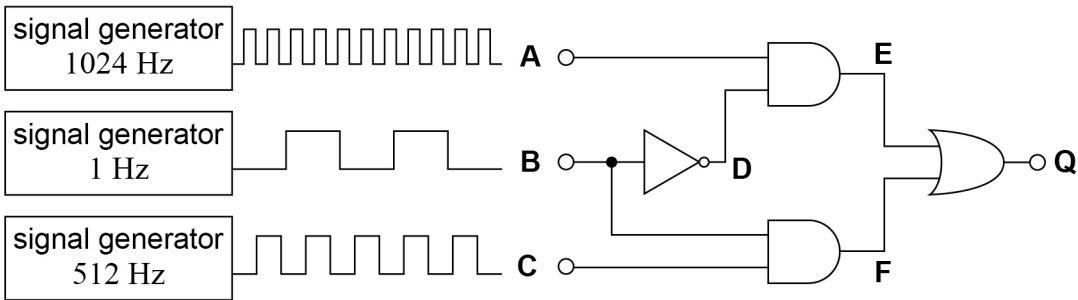 signal generator
1024 Hz
A
E
signal generator
1 Hz
B
D
Q
signal generator
512 Hz
C
F